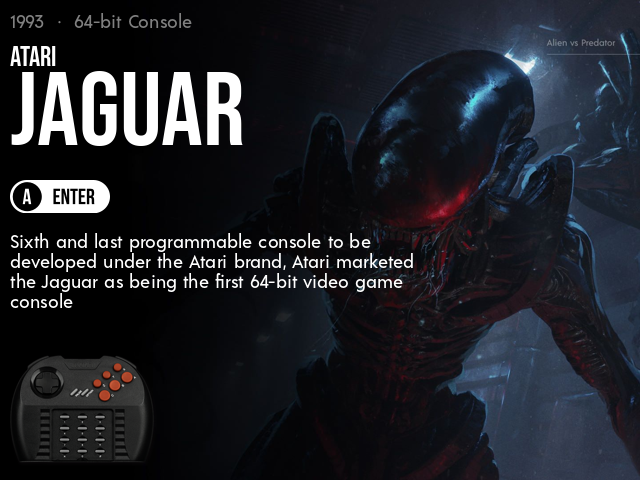 1993 · 64-bit Console
Alien vs Predator
ATARI
JAGUAR
A ENTER
Sixth and last programmable console to be
developed under the Atari brand, Atari marketed
the Jaguar as being the first 64-bit video game
console